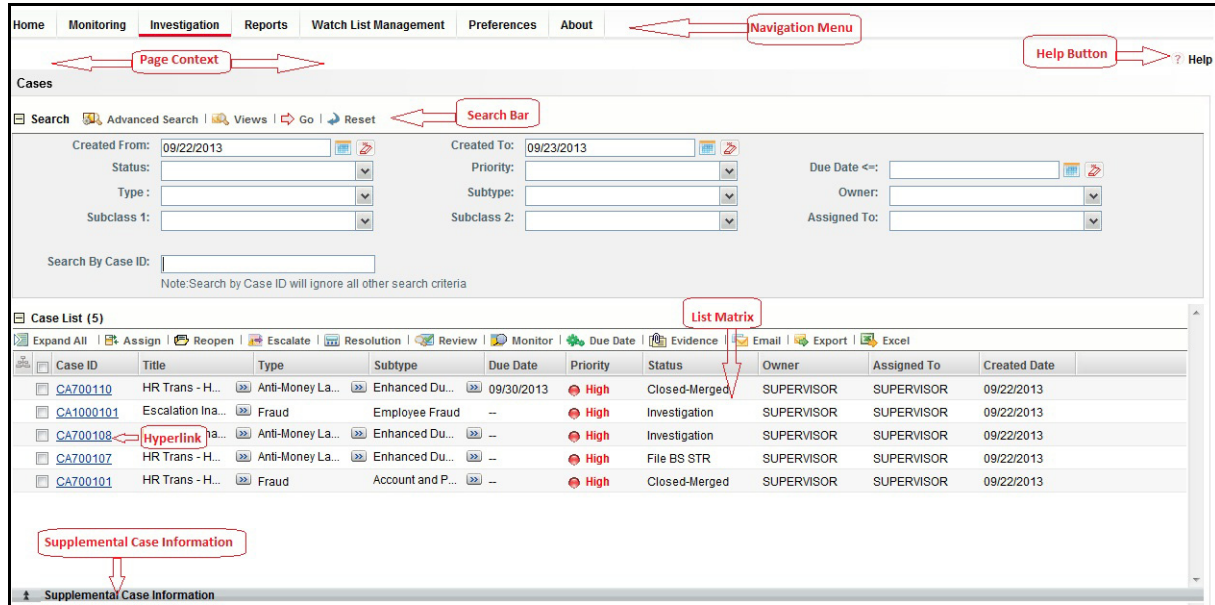 Home Monitoring Investigation Reports Watch List Management Preferences About Navigation Menu
Page Context Help Button ? Help
Cases
Search Advanced Search | Views | Go | Reset Search Bar
Created From: 09/22/2013 Created To: 09/23/2013
Status: Priority: Due Date <=:
Type : Subtype: Owner:
Subclass 1: Subclass 2: Assigned To:
Search By Case ID:
Note:Search by Case ID will ignore all other search criteria
Case List (5) List Matrix
Expand All | Assign | Reopen | Escalate | Resolution | Review | Monitor | Due Date | Evidence | Email | Export | Excel
Case ID Title Type Subtype Due Date Priority Status Owner Assigned To Created Date
CA700110 HR Trans - H... >> Anti-Money La... >> Enhanced Du... >> 09/30/2013 High Closed-Merged SUPERVISOR SUPERVISOR 09/22/2013
CA1000101 Escalation Ina... >> Fraud Employee Fraud -- High Investigation SUPERVISOR SUPERVISOR 09/22/2013
CA700108 Hyperlink na... >> Anti-Money La... >> Enhanced Du... >> -- High Investigation SUPERVISOR SUPERVISOR 09/22/2013
CA700107 HR Trans - H... >> Anti-Money La... >> Enhanced Du... >> -- High File BS STR SUPERVISOR SUPERVISOR 09/22/2013
CA700101 HR Trans - H... >> Fraud Account and P... >> -- High Closed-Merged SUPERVISOR SUPERVISOR 09/22/2013
Supplemental Case Information
Supplemental Case Information